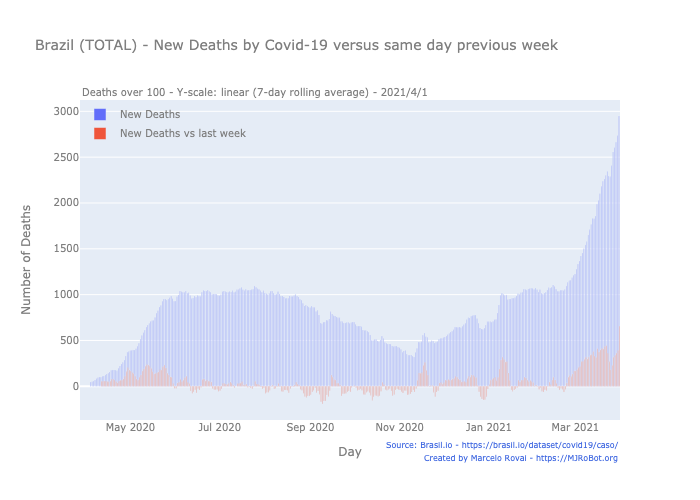 Brazil (TOTAL) - New Deaths by Covid-19 versus same day previous week
Deaths over 100 - Y-scale: linear (7-day rolling average) - 2021/4/1
New Deaths
New Deaths vs last week
Number of Deaths
3000
2500
2000
1500
1000
500
0
May 2020 Jul 2020 Sep 2020 Nov 2020 Jan 2021 Mar 2021
Day
Source: Brasil.io - https://brasil.io/dataset/covid19/caso/
Created by Marcelo Rovai - https://MJRoBot.org